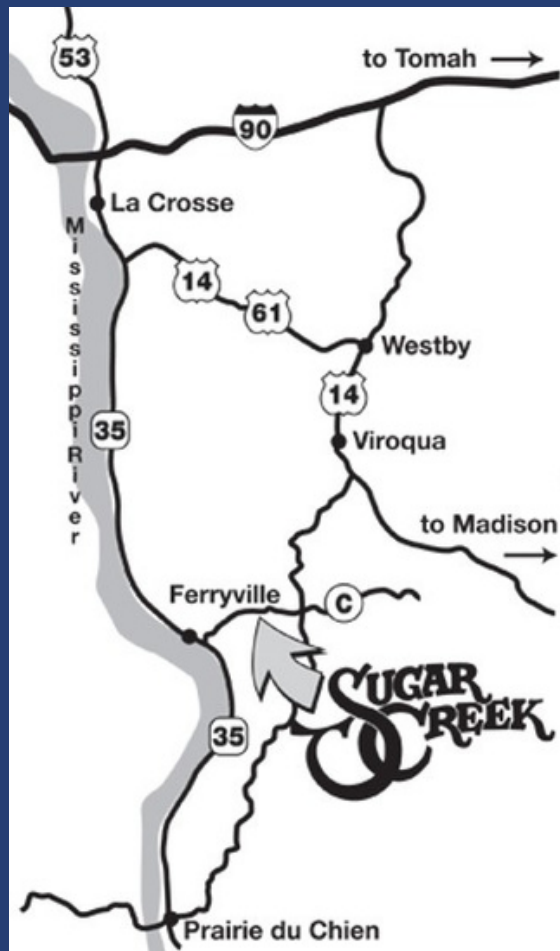 53
to Tomah
90
La Crosse
Mississippi River
14
61
Westby
14
35
Viroqua
to Madison
Ferryville
C
SUGAR
CREEK
35
Prairie du Chien